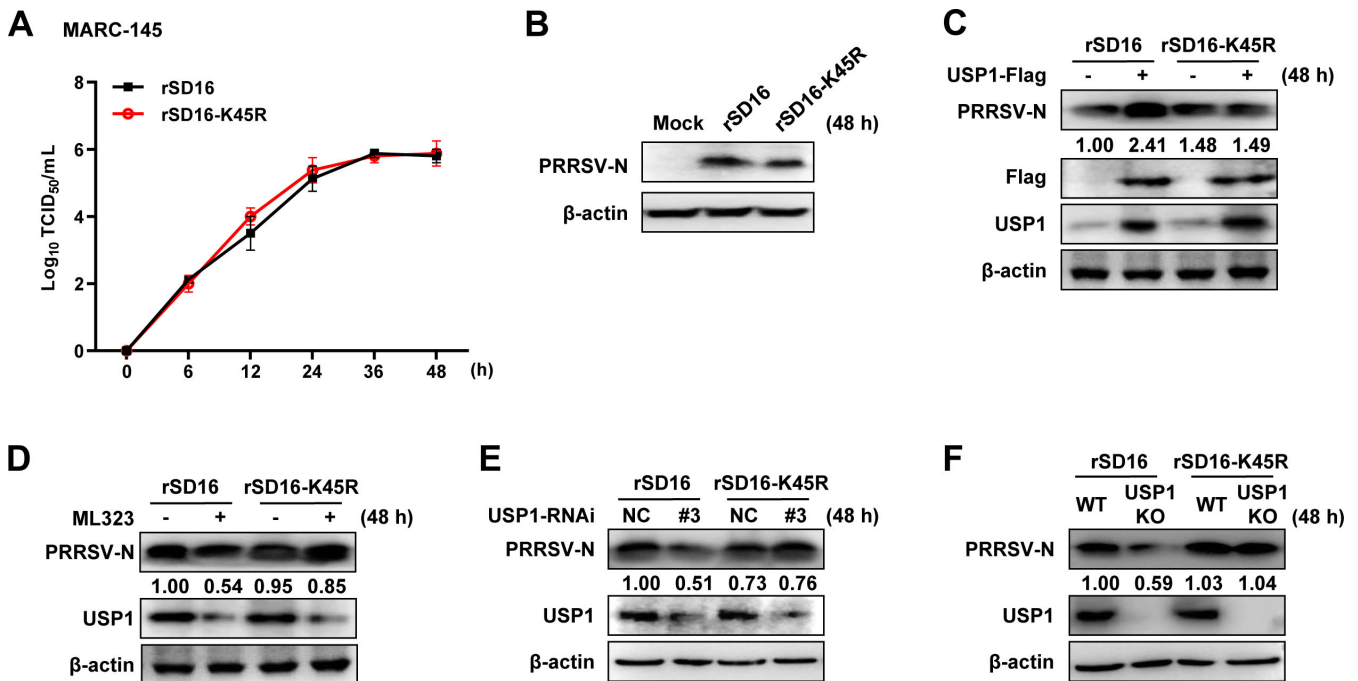 A MARC-145
rSD16
rSD16-K45R
Log10 TCID50/mL
8
6
4
2
0
0 6 12 24 36 48 (h)
B
Mock rSD16 rSD16-K45R (48 h)
PRRSV-N
β-actin
C
rSD16 rSD16-K45R
USP1-Flag - + - + (48 h)
PRRSV-N
1.00 2.41 1.48 1.49
Flag
USP1
β-actin
D
rSD16 rSD16-K45R
ML323 - + - + (48 h)
PRRSV-N
1.00 0.54 0.95 0.85
USP1
β-actin
E
rSD16 rSD16-K45R
USP1-RNAi NC #3 NC #3 (48 h)
PRRSV-N
1.00 0.51 0.73 0.76
USP1
β-actin
F
rSD16 rSD16-K45R
WT USP1 KO WT USP1 KO (48 h)
PRRSV-N
1.00 0.59 1.03 1.04
USP1
β-actin